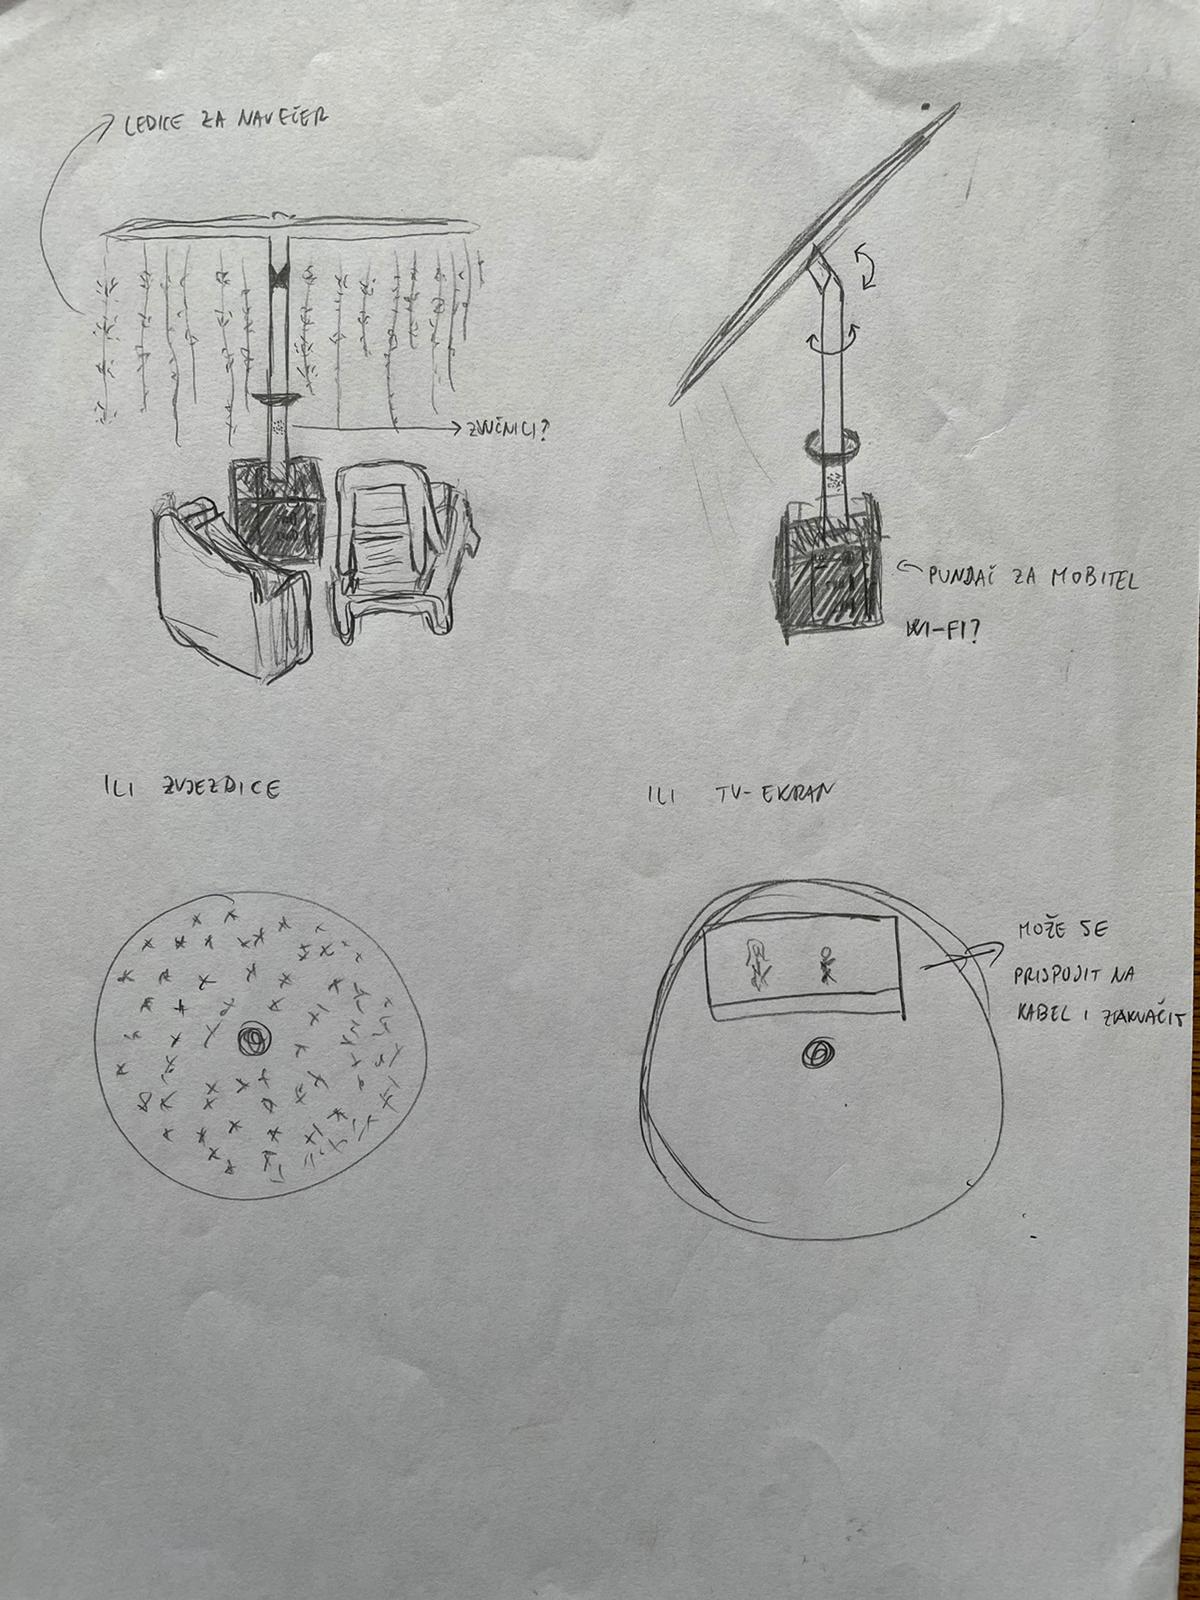 LEDICE ZA NAVEČER
ZVUČNICI?
PUNJAČ ZA MOBITEL
WI-FI?
ILI ZVJEZDICE
ILI TV-EKRAN
MOŽE SE
PRISPOJIT NA
KABEL I ZAKVAČIT